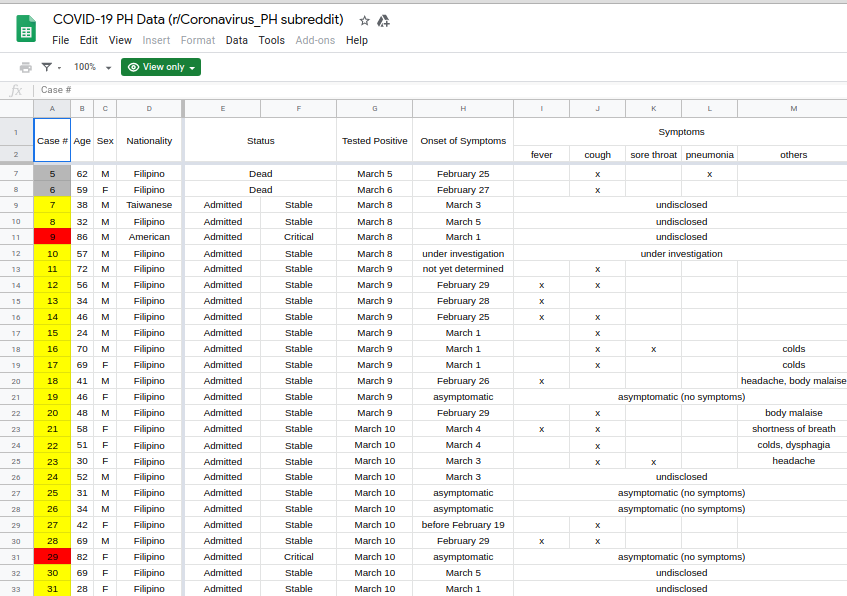 COVID-19 PH Data (r/Coronavirus_PH subreddit)
File Edit View Insert Format Data Tools Add-ons Help
100% View only
fx Case #
A B C D E F G H I J K L M
1 Case # Age Sex Nationality Status Tested Positive Onset of Symptoms Symptoms
2 fever cough sore throat pneumonia others
7 5 62 M Filipino Dead March 5 February 25 x x
8 6 59 F Filipino Dead March 6 February 27 x
9 7 38 M Taiwanese Admitted Stable March 8 March 3 undisclosed
10 8 32 M Filipino Admitted Stable March 8 March 5 undisclosed
11 9 86 M American Admitted Critical March 8 March 1 undisclosed
12 10 57 M Filipino Admitted Stable March 8 under investigation under investigation
13 11 72 M Filipino Admitted Stable March 9 not yet determined x
14 12 56 M Filipino Admitted Stable March 9 February 29 x x
15 13 34 M Filipino Admitted Stable March 9 February 28 x
16 14 46 M Filipino Admitted Stable March 9 February 25 x x
17 15 24 M Filipino Admitted Stable March 9 March 1 x
18 16 70 M Filipino Admitted Stable March 9 March 1 x x colds
19 17 69 F Filipino Admitted Stable March 9 March 1 x colds
20 18 41 M Filipino Admitted Stable March 9 February 26 x headache, body malaise
21 19 46 F Filipino Admitted Stable March 9 asymptomatic asymptomatic (no symptoms)
22 20 48 M Filipino Admitted Stable March 9 February 29 x body malaise
23 21 58 F Filipino Admitted Stable March 10 March 4 x x shortness of breath
24 22 51 F Filipino Admitted Stable March 10 March 4 x colds, dysphagia
25 23 30 F Filipino Admitted Stable March 10 March 3 x x headache
26 24 52 M Filipino Admitted Stable March 10 March 3 undisclosed
27 25 31 M Filipino Admitted Stable March 10 asymptomatic asymptomatic (no symptoms)
28 26 34 M Filipino Admitted Stable March 10 asymptomatic asymptomatic (no symptoms)
29 27 42 F Filipino Admitted Stable March 10 before February 19 x
30 28 69 M Filipino Admitted Stable March 10 February 29 x x
31 29 82 F Filipino Admitted Critical March 10 asymptomatic asymptomatic (no symptoms)
32 30 69 F Filipino Admitted Stable March 10 March 5 undisclosed
33 31 28 F Filipino Admitted Stable March 10 March 1 undisclosed